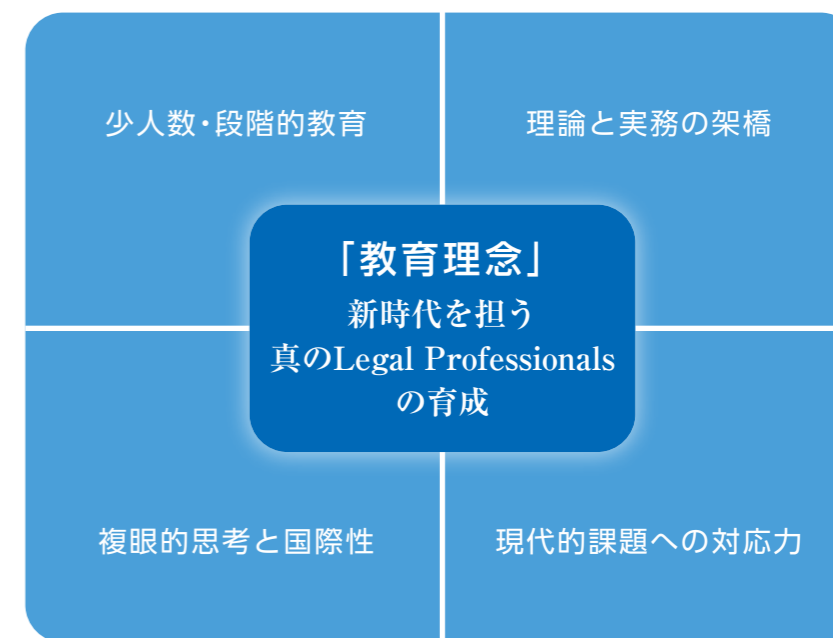 少人数・段階的教育
理論と実務の架橋
「教育理念」
新時代を担う
真のLegal Professionals
の育成
複眼的思考と国際性
現代的課題への対応力